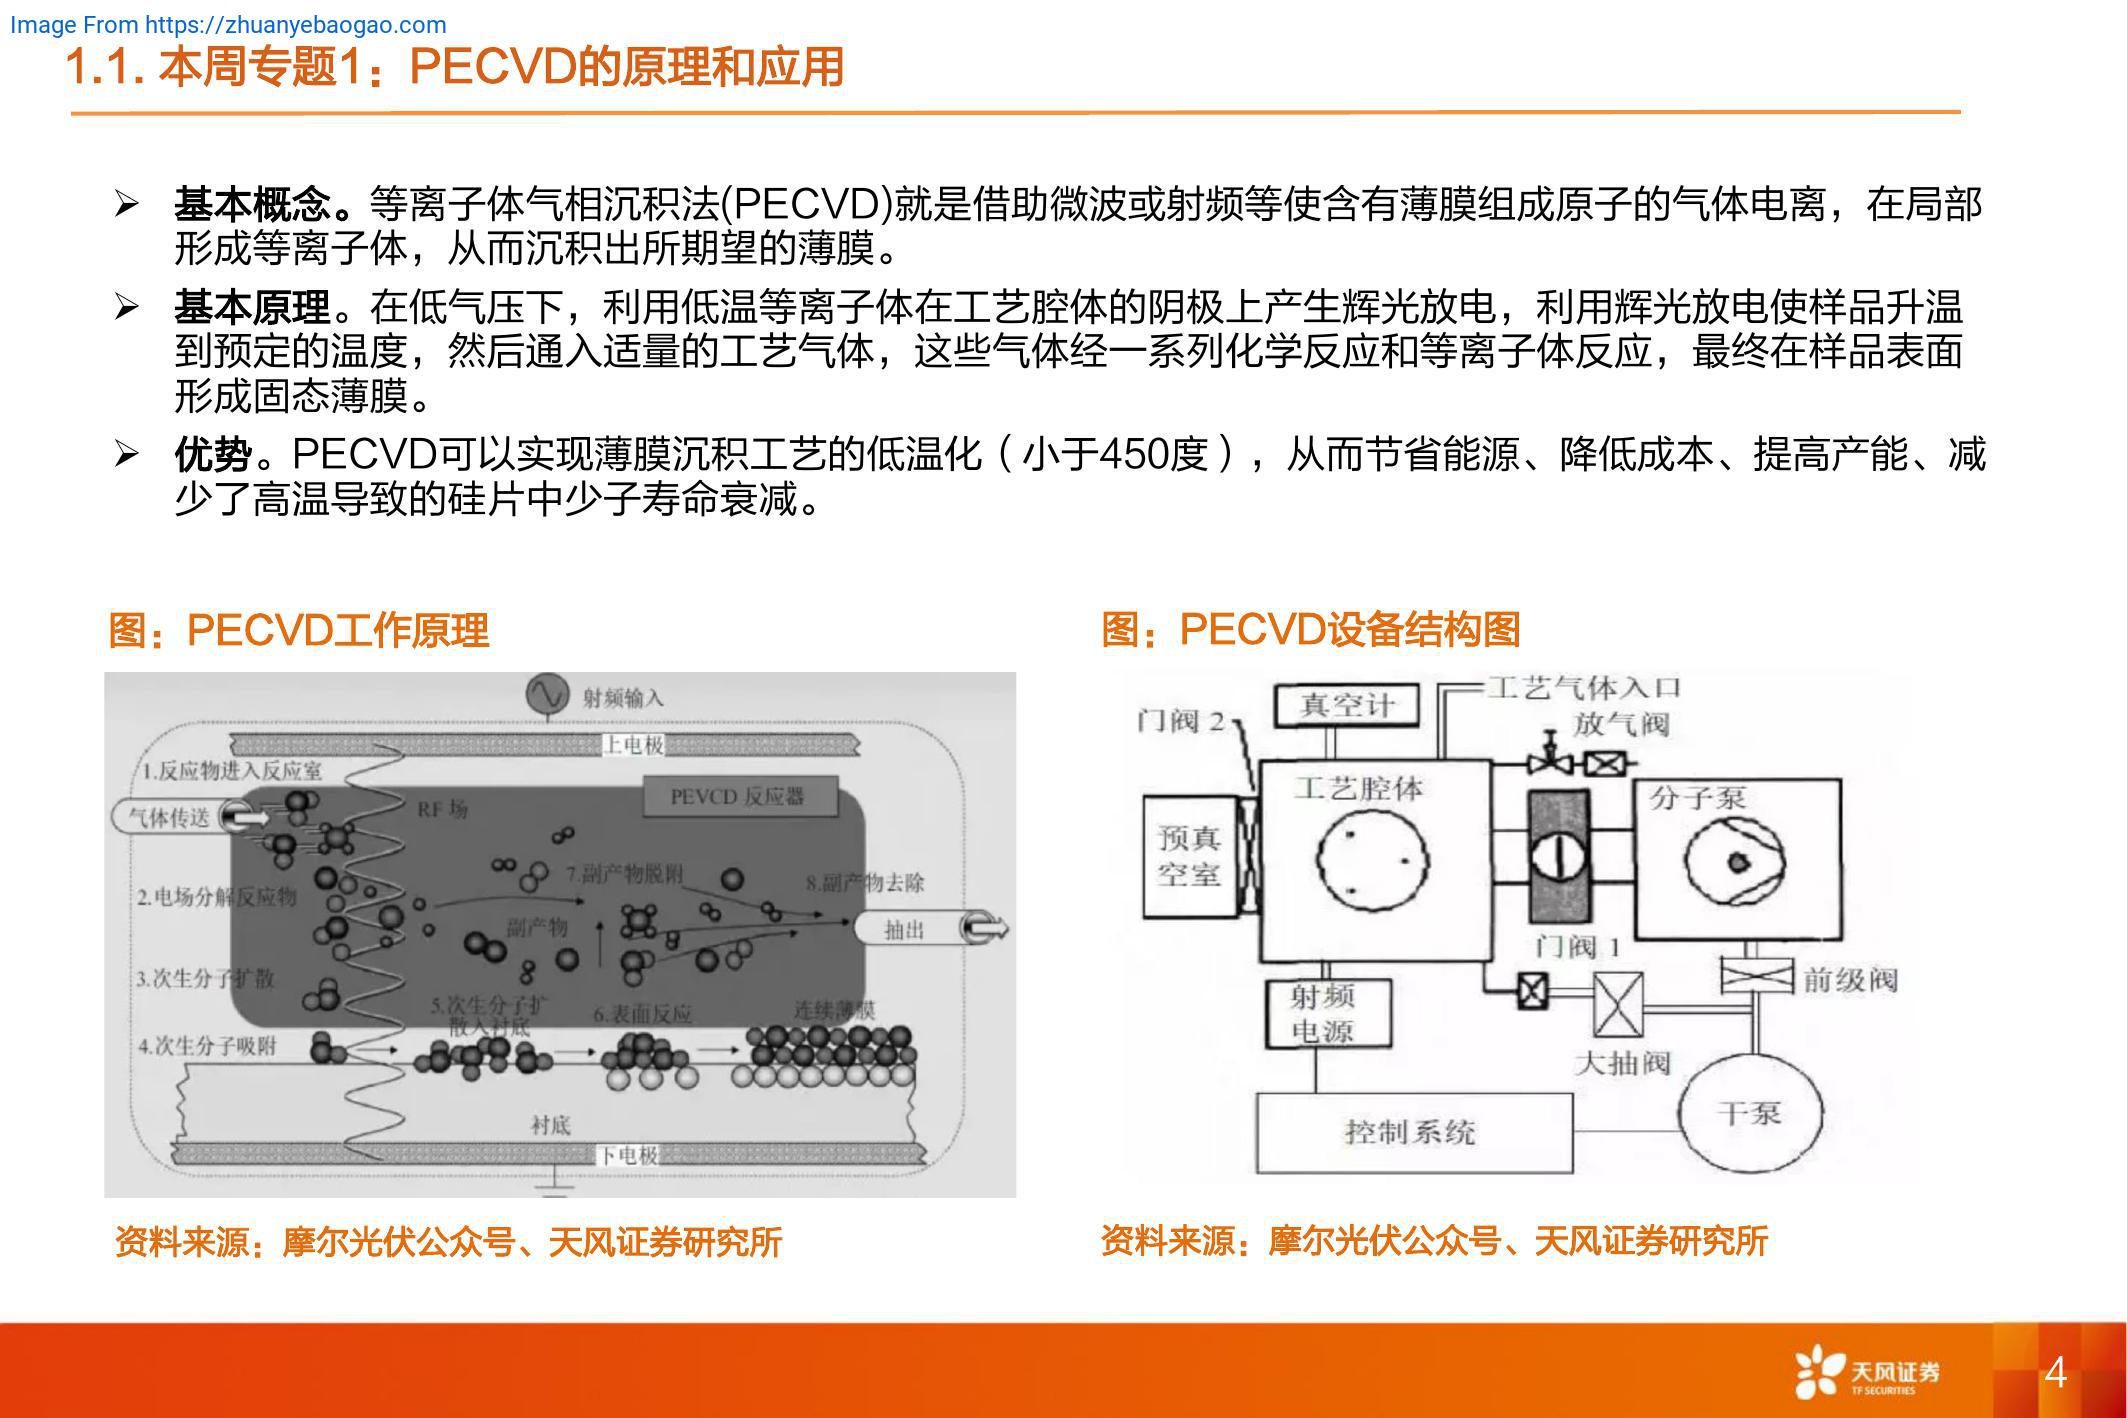 Image From https://zhuanyebaogao.com
1.1. 本周专题1：PECVD的原理和应用
➢ 基本概念。等离子体气相沉积法(PECVD)就是借助微波或射频等使含有薄膜组成原子的气体电离，在局部
形成等离子体，从而沉积出所期望的薄膜。
➢ 基本原理。在低气压下，利用低温等离子体在工艺腔体的阴极上产生辉光放电，利用辉光放电使样品升温
到预定的温度，然后通入适量的工艺气体，这些气体经一系列化学反应和等离子体反应，最终在样品表面
形成固态薄膜。
➢ 优势。PECVD可以实现薄膜沉积工艺的低温化（小于450度），从而节省能源、降低成本、提高产能、减
少了高温导致的硅片中少子寿命衰减。
图：PECVD工作原理
射频输入
上电极
1.反应物进入反应室
PEVCD 反应器
RF 场
气体传送
7.副产物脱附
8.副产物去除
2.电场分解反应物
副产物
抽出
3.次生分子扩散
5.次生分子扩
散入衬底
6.表面反应
连续薄膜
4.次生分子吸附
衬底
下电极
资料来源：摩尔光伏公众号、天风证券研究所
图：PECVD设备结构图
工艺气体入口
真空计
门阀 2
放气阀
工艺腔体
分子泵
预真
空室
门阀 1
前级阀
射频
电源
大抽阀
干泵
控制系统
资料来源：摩尔光伏公众号、天风证券研究所
天风证券
TF SECURITIES
4